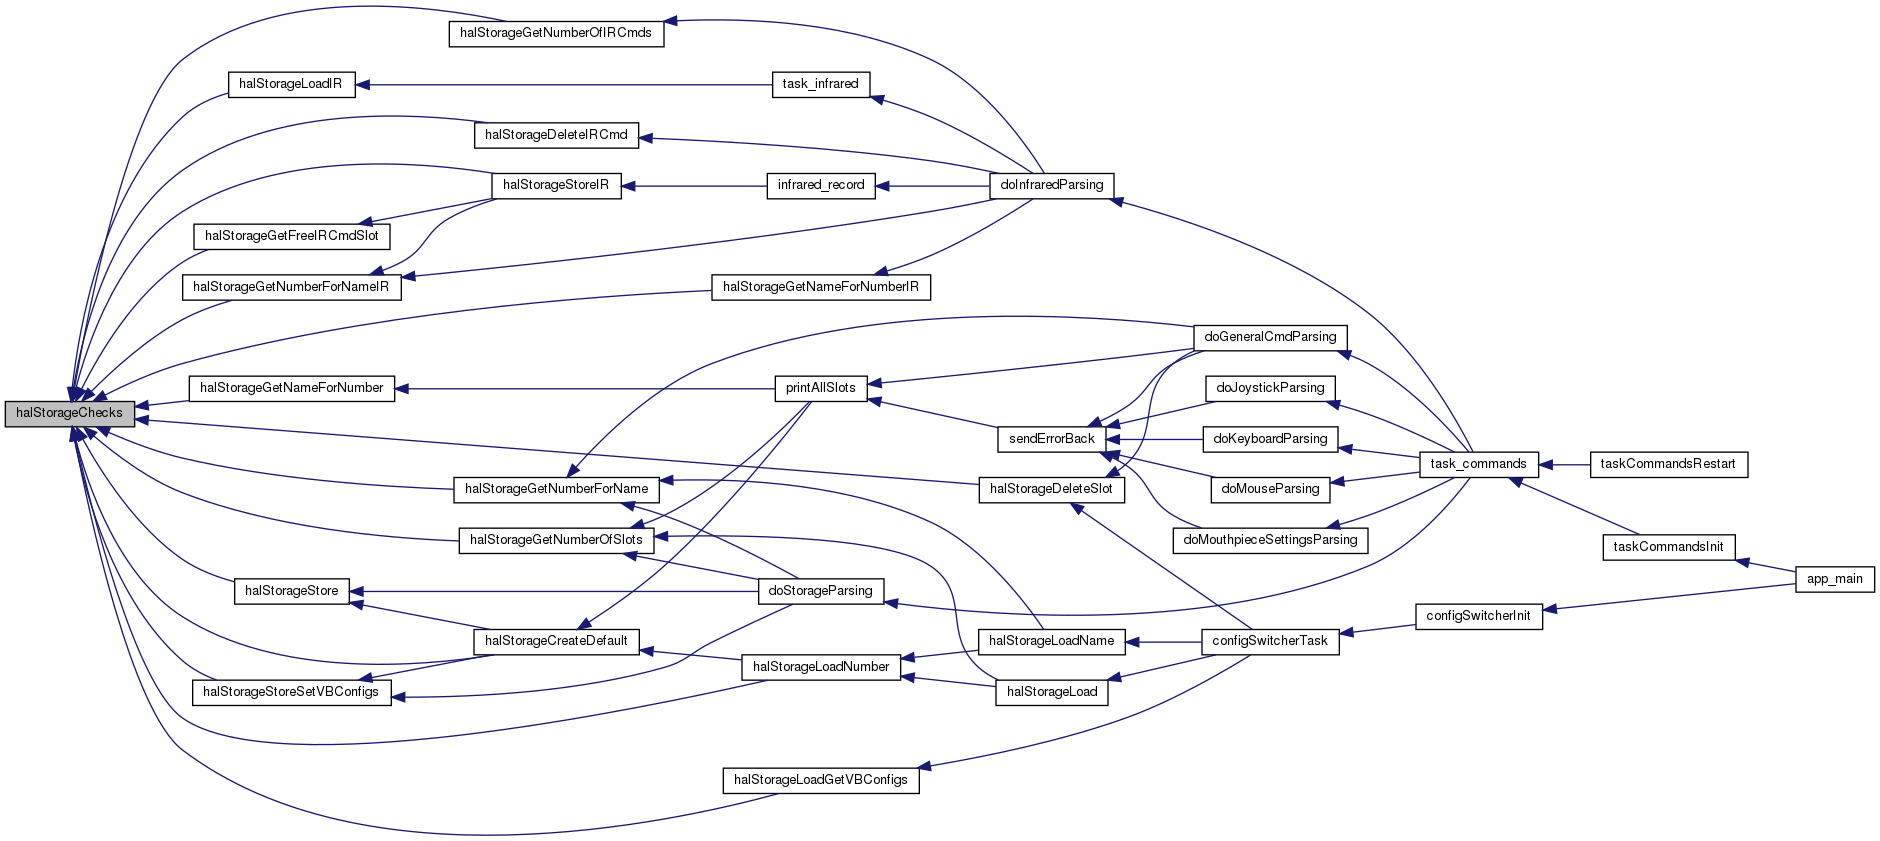 halStorageGetNumberOfIRCmds
halStorageLoadIR
task_infrared
halStorageDeleteIRCmd
halStorageStoreIR
infrared_record
doInfraredParsing
halStorageGetFreeIRCmdSlot
halStorageGetNumberForNameIR
halStorageGetNameForNumberIR
doGeneralCmdParsing
halStorageGetNameForNumber
printAllSlots
doJoystickParsing
halStorageChecks
sendErrorBack
doKeyboardParsing
task_commands
taskCommandsRestart
halStorageGetNumberForName
halStorageDeleteSlot
doMouseParsing
halStorageGetNumberOfSlots
doMouthpieceSettingsParsing
taskCommandsInit
app_main
halStorageStore
doStorageParsing
configSwitcherInit
halStorageCreateDefault
halStorageLoadName
configSwitcherTask
halStorageLoadNumber
halStorageStoreSetVBConfigs
halStorageLoad
halStorageLoadGetVBConfigs